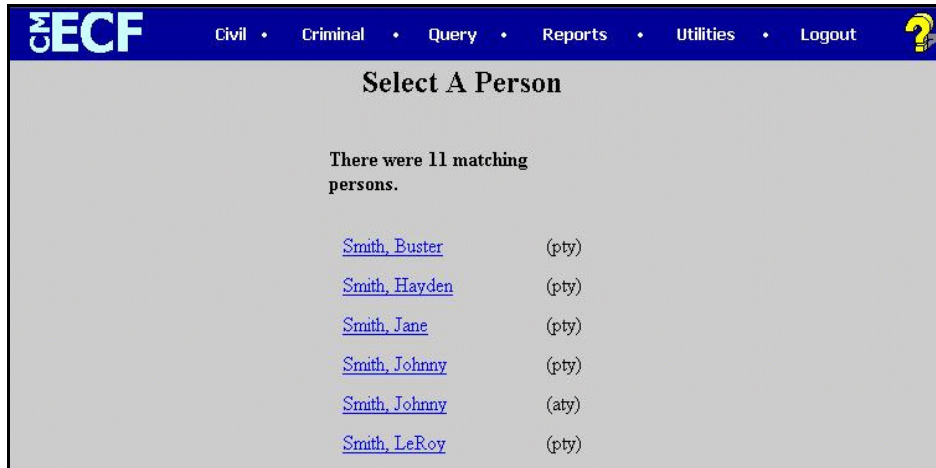 CM ECF Civil • Criminal • Query • Reports • Utilities • Logout ?
Select A Person
There were 11 matching
persons.
Smith, Buster (pty)
Smith, Hayden (pty)
Smith, Jane (pty)
Smith, Johnny (pty)
Smith, Johnny (aty)
Smith, LeRoy (pty)